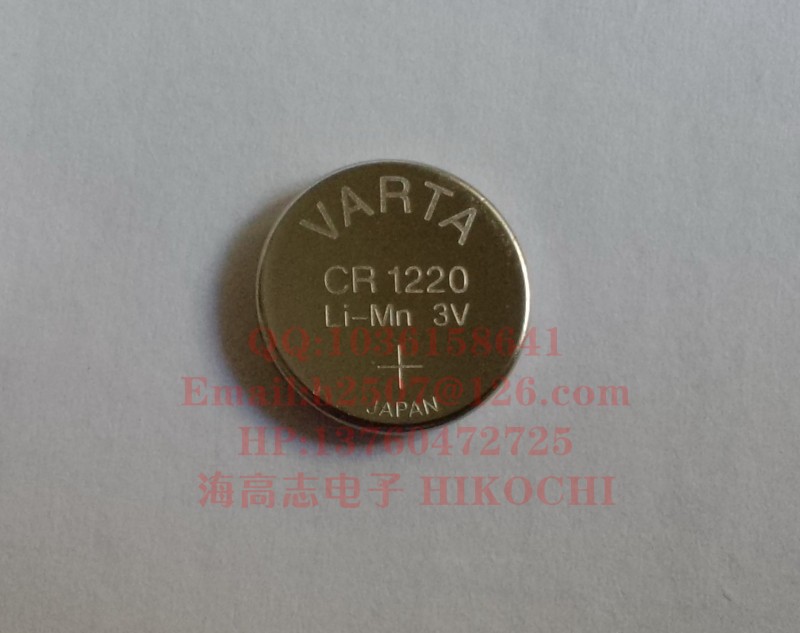 VARTA
CR 1220
Li-Mn 3V
QQ:1036158641
+
Email:h2507@126.com
JAPAN
HP:13760472725
海高志电子 HIKOCHI